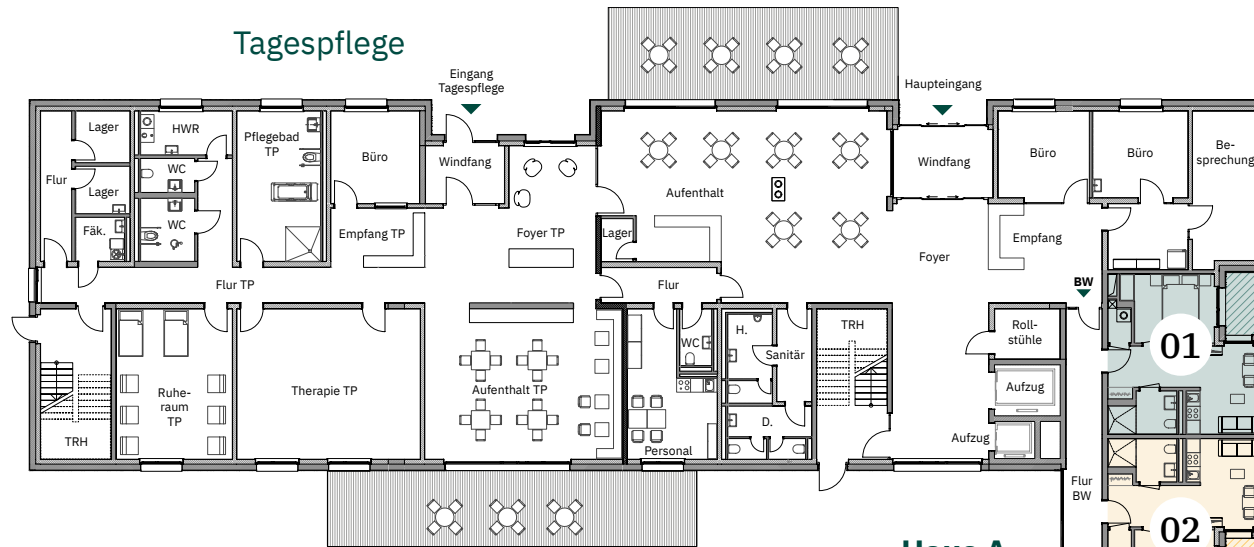 Tagespflege
Eingang
Tagespflege
Haupteingang
Lager
HWR
Pflegebad
TP
Büro
Windfang
Windfang
Büro
Büro
Be-
sprechung
Flur
WC
Lager
WC
Fäk.
Empfang TP
Foyer TP
Aufenthalt
Lager
Empfang
Foyer
Flur TP
Flur
BW
TRH
Ruhe-
raum
TP
Therapie TP
Aufenthalt TP
WC
H.
Sanitär
D.
Personal
TRH
Roll-
stühle
Aufzug
Aufzug
01
Flur
BW
02
Haus A